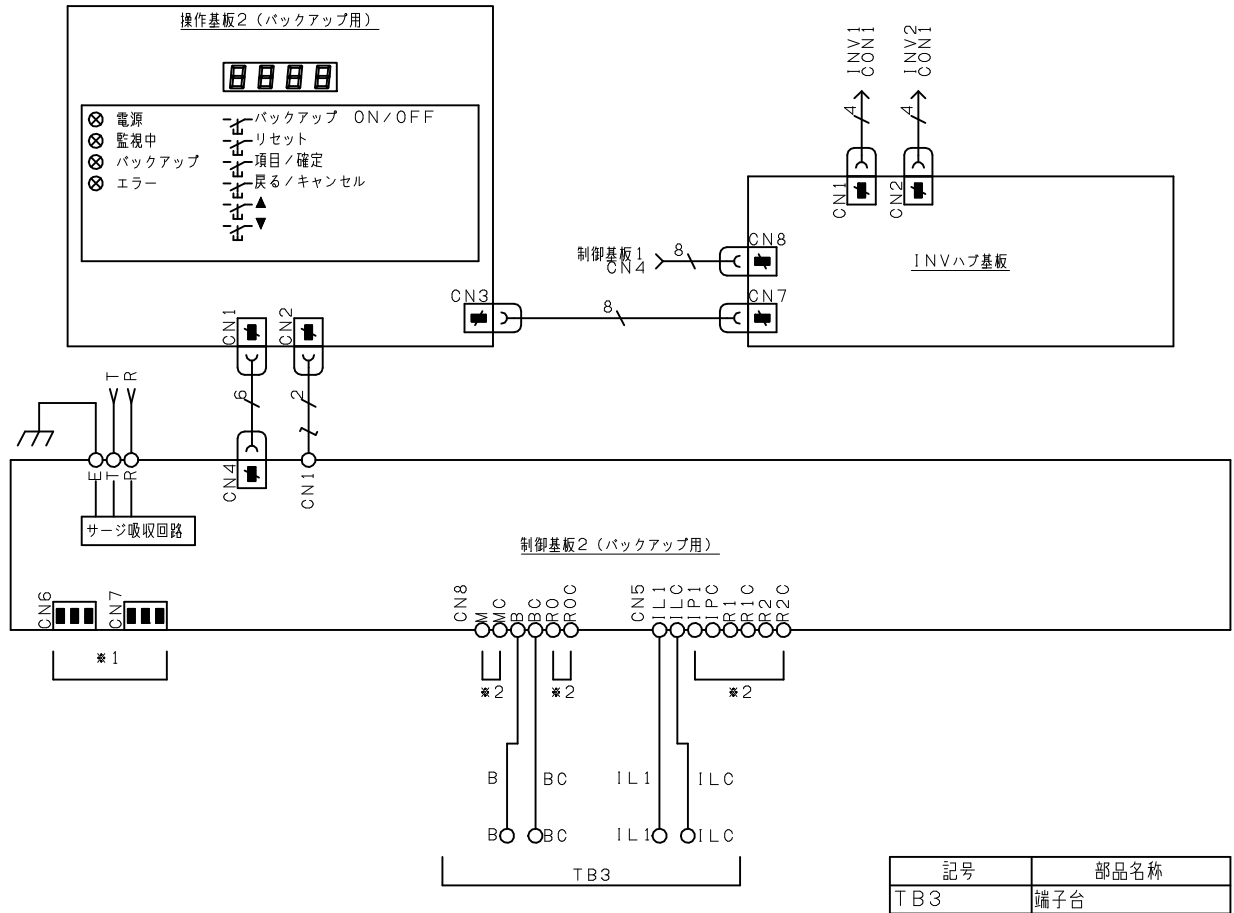 操作基板2（バックアップ用）
8888
電源
監視中
バックアップ
エラー
バックアップ ON/OFF
リセット
項目/確定
戻る/キャンセル
▲
▼
INV1
CON1
INV2
CON1
4
4
CN1
CN2
制御基板1
CN4
8
CN8
INVハブ基板
CN3
8
CN7
CN1
CN2
T
R
6
2
E
T
R
CN4
CN1
サージ吸収回路
制御基板2（バックアップ用）
CN6
CN7
※1
CN8
M
MC
B
BC
RO
ROC
CN5
IL1
ILC
IP1
IPC
R1
R1C
R2
R2C
※2
※2
※2
B
BC
IL1
ILC
B
BC
IL1
ILC
TB3
記号 部品名称
TB3 端子台